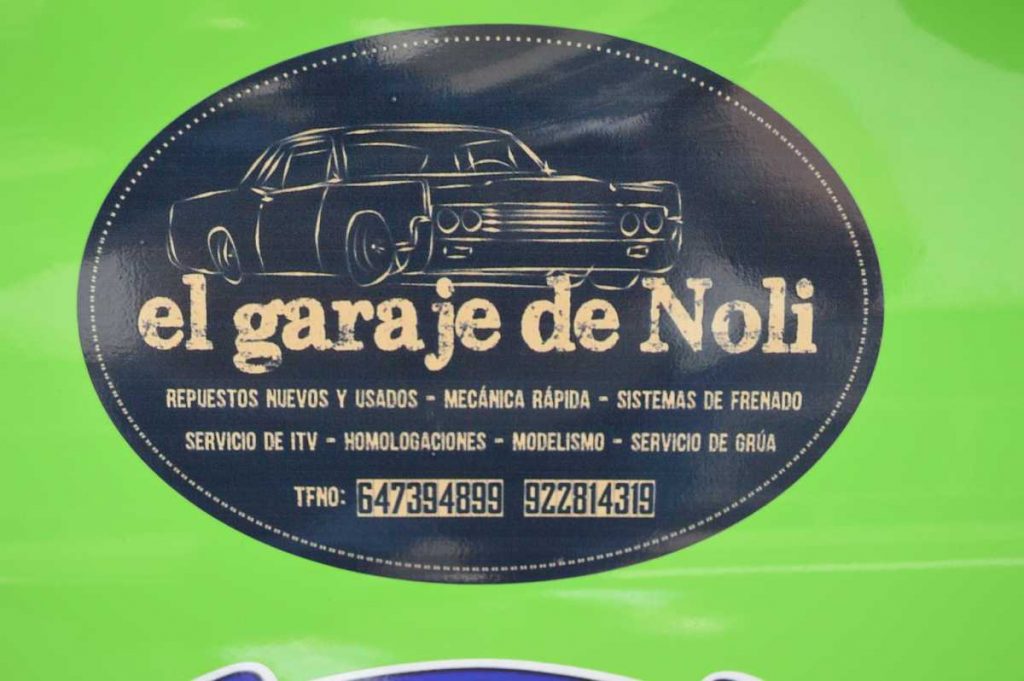 el garaje de Noli
REPUESTOS NUEVOS Y USADOS - MECÁNICA RÁPIDA - SISTEMAS DE FRENADO
SERVICIO DE ITV - HOMOLOGACIONES - MODELISMO - SERVICIO DE GRÚA
TFNO: 647394899 922814319